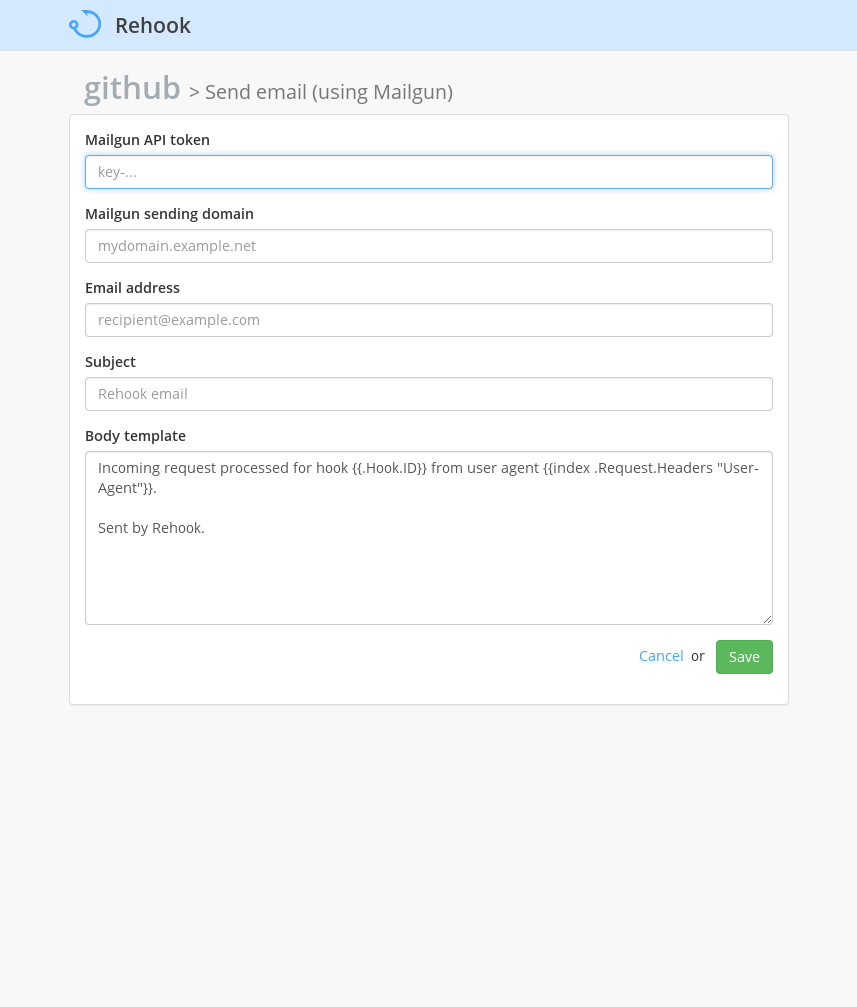 Rehook
github > Send email (using Mailgun)
Mailgun API token
key-...
Mailgun sending domain
mydomain.example.net
Email address
recipient@example.com
Subject
Rehook email
Body template
Incoming request processed for hook {{.Hook.ID}} from user agent {{index .Request.Headers "User-
Agent"}}.
Sent by Rehook.
Cancel or Save